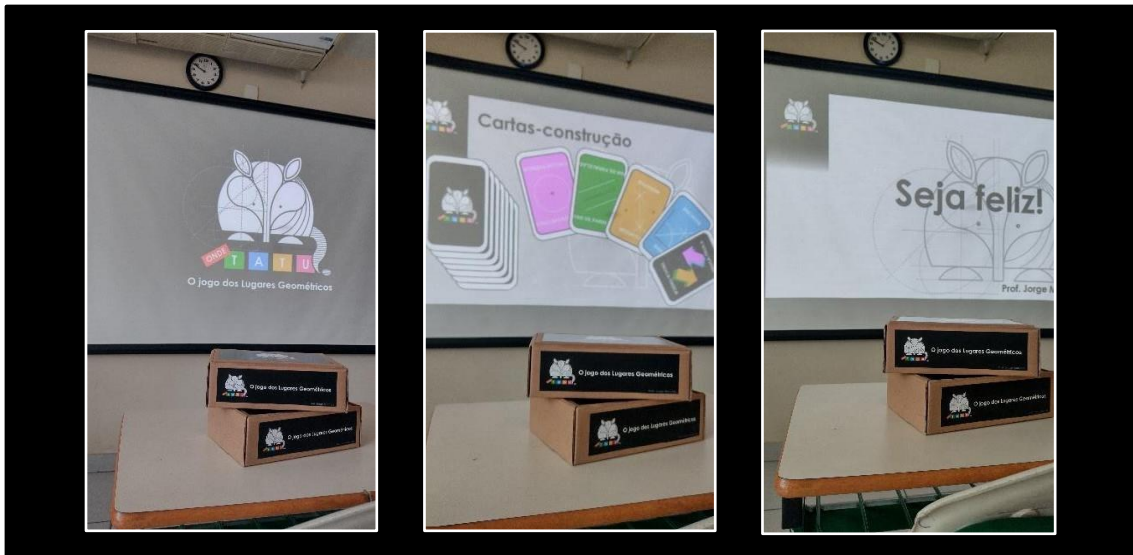 ONDE
TATU
O jogo dos Lugares Geométricos
O jogo dos Lugares Geométricos
O jogo dos Lugares Geométricos
Cartas-construção
O jogo dos Lugares Geométricos
O jogo dos Lugares Geométricos
Seja feliz!
Prof. Jorge M
O jogo dos Lugares Geométricos
O jogo dos Lugares Geométricos